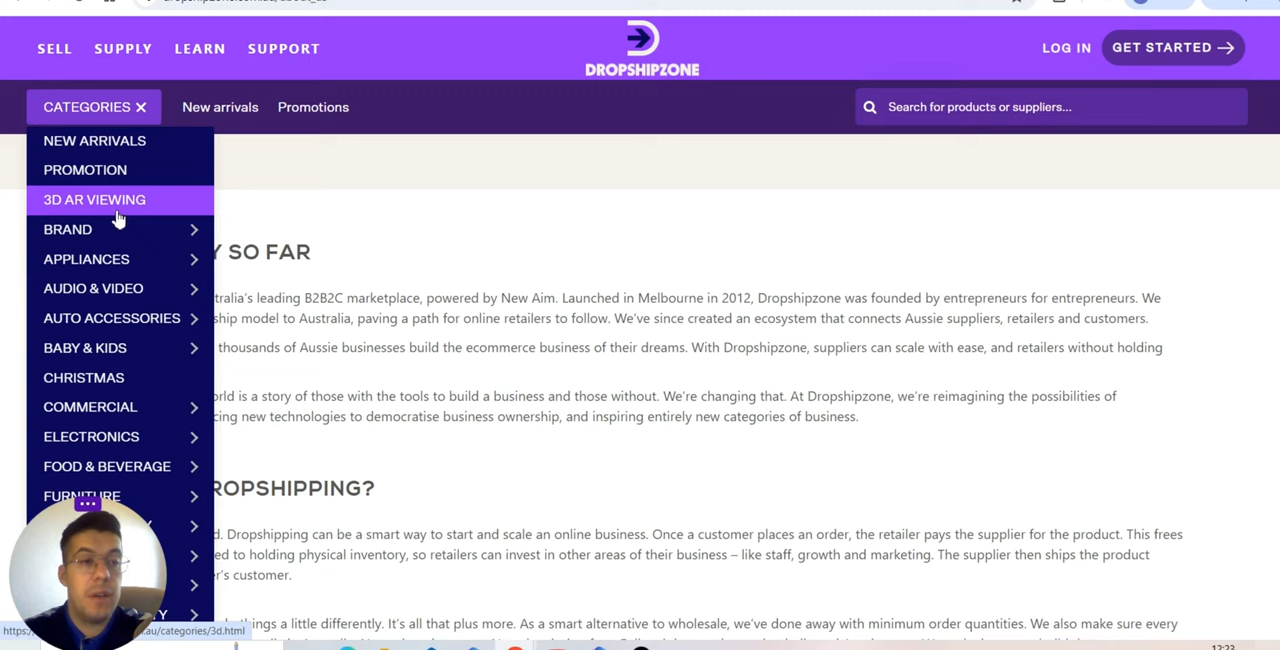 SELL SUPPLY LEARN SUPPORT
DROPSHIPZONE
LOG IN GET STARTED →
CATEGORIES ✕ New arrivals Promotions
Search for products or suppliers...
NEW ARRIVALS
PROMOTION
3D AR VIEWING
BRAND
APPLIANCES
AUDIO & VIDEO
AUTO ACCESSORIES
BABY & KIDS
CHRISTMAS
COMMERCIAL
ELECTRONICS
FOOD & BEVERAGE
FURNITURE
Y SO FAR
tralia's leading B2B2C marketplace, powered by New Aim. Launched in Melbourne in 2012, Dropshipzone was founded by entrepreneurs for entrepreneurs. We
ship model to Australia, paving a path for online retailers to follow. We've since created an ecosystem that connects Aussie suppliers, retailers and customers.
thousands of Aussie businesses build the ecommerce business of their dreams. With Dropshipzone, suppliers can scale with ease, and retailers without holding
orld is a story of those with the tools to build a business and those without. We're changing that. At Dropshipzone, we're reimagining the possibilities of
cing new technologies to democratise business ownership, and inspiring entirely new categories of business.
ROPSHIPPING?
d. Dropshipping can be a smart way to start and scale an online business. Once a customer places an order, the retailer pays the supplier for the product. This frees
ed to holding physical inventory, so retailers can invest in other areas of their business – like staff, growth and marketing. The supplier then ships the product
er's customer.
things a little differently. It's all that plus more. As a smart alternative to wholesale, we've done away with minimum order quantities. We also make sure every
https:/
.au/categories/3d.html
12:23